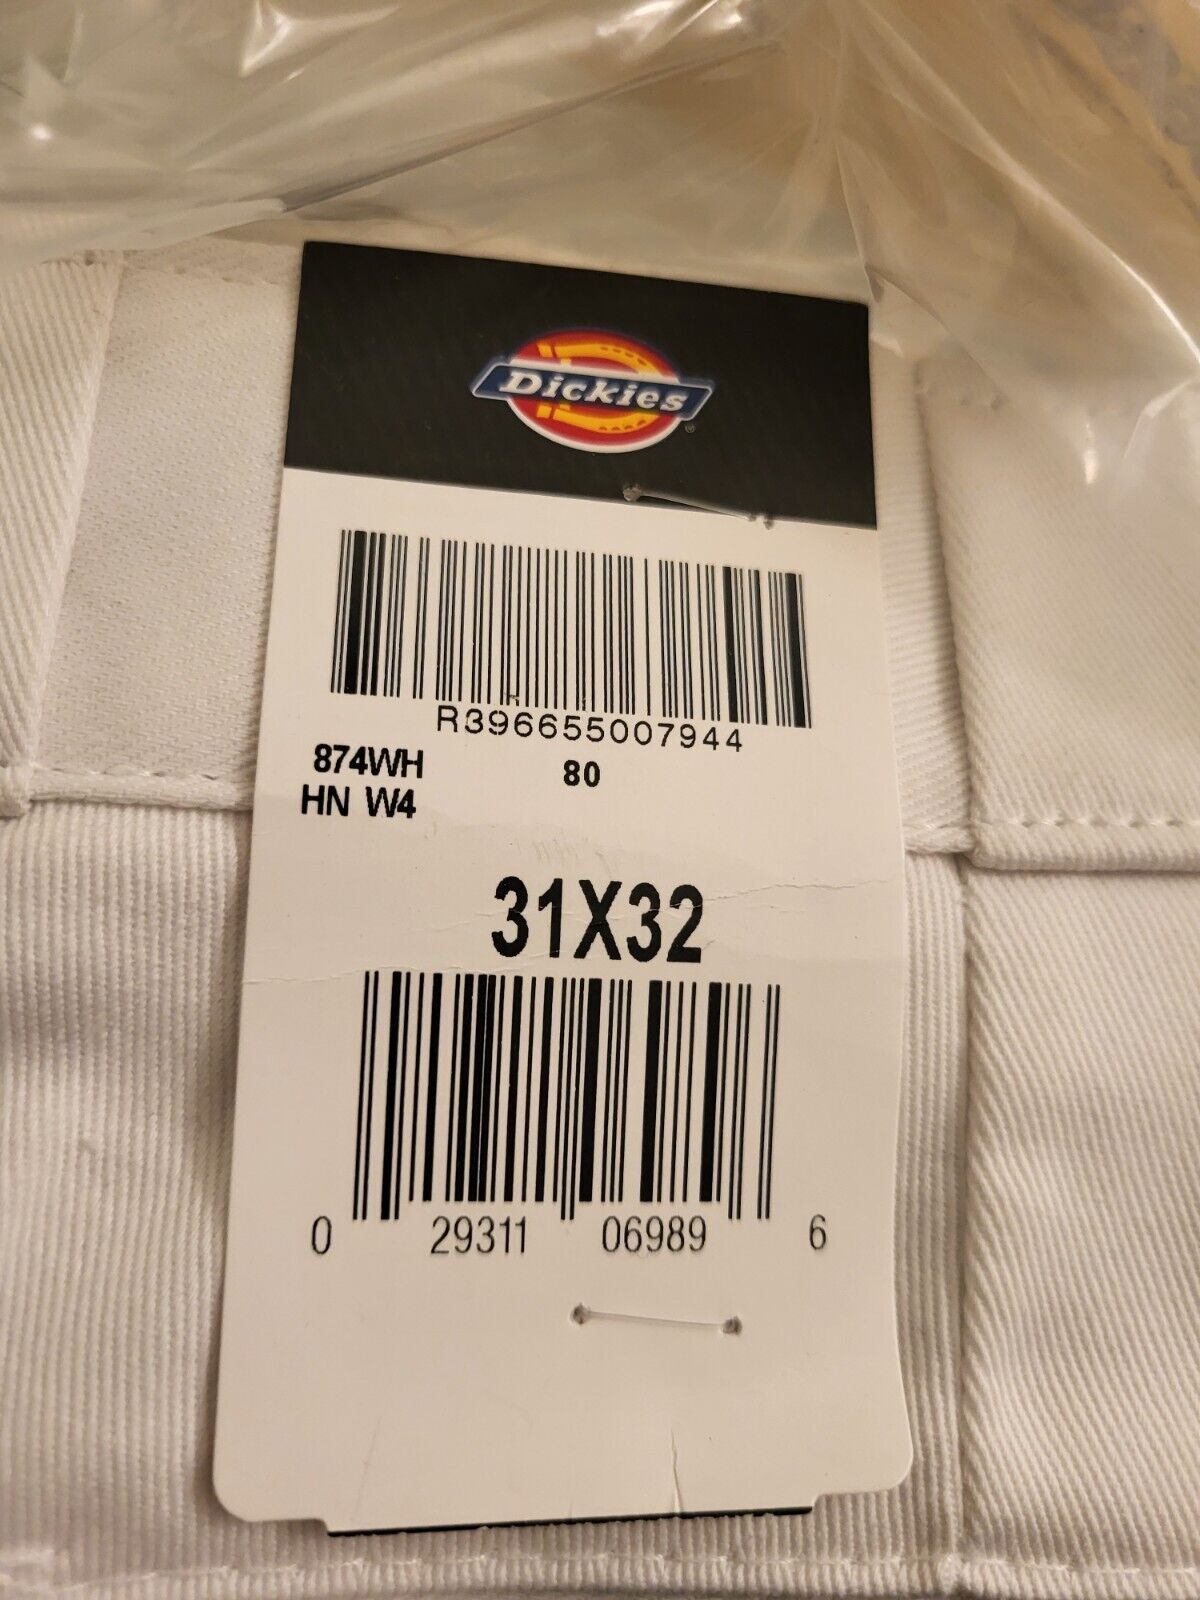 Dickies®
R396655007944
874WH 80
HN W4
31X32
0 29311 06989 6